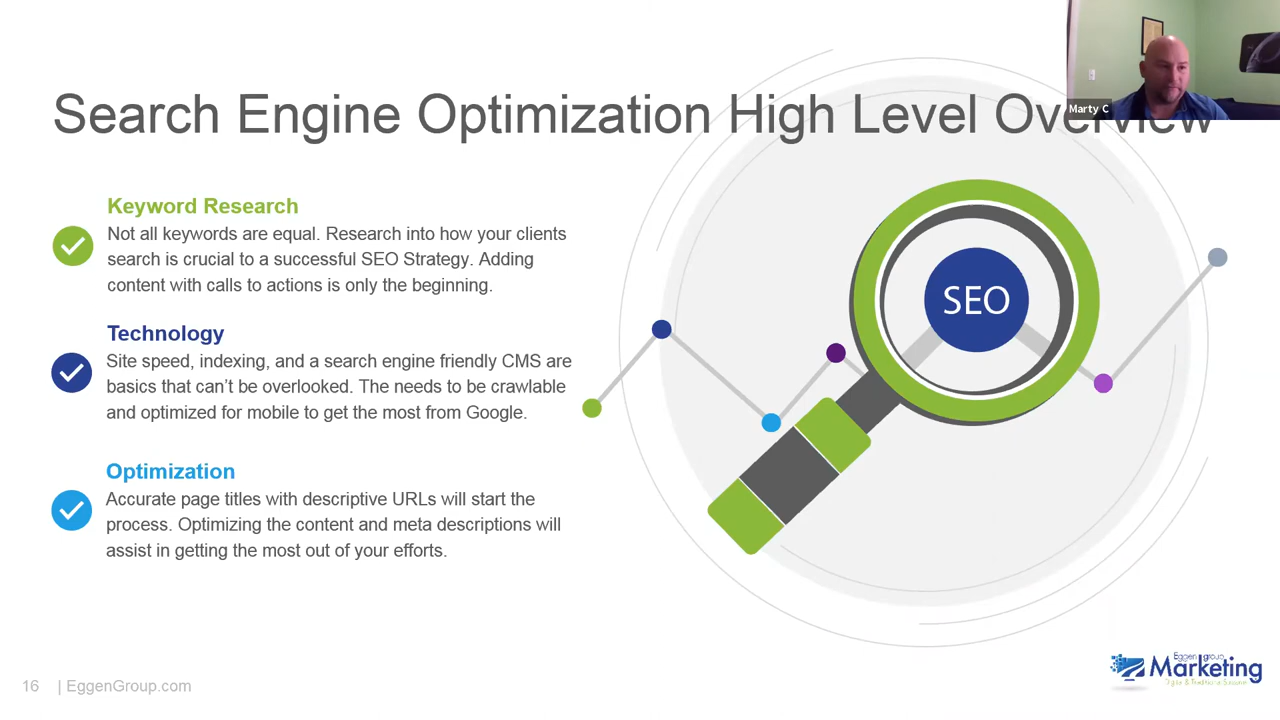 Marty C
Search Engine Optimization High Level Overview
Keyword Research
Not all keywords are equal. Research into how your clients
search is crucial to a successful SEO Strategy. Adding
content with calls to actions is only the beginning.
Technology
Site speed, indexing, and a search engine friendly CMS are
basics that can't be overlooked. The needs to be crawlable
and optimized for mobile to get the most from Google.
Optimization
Accurate page titles with descriptive URLs will start the
process. Optimizing the content and meta descriptions will
assist in getting the most out of your efforts.
SEO
16 | EggenGroup.com
Eggen group
Marketing
Digital & Traditional Success